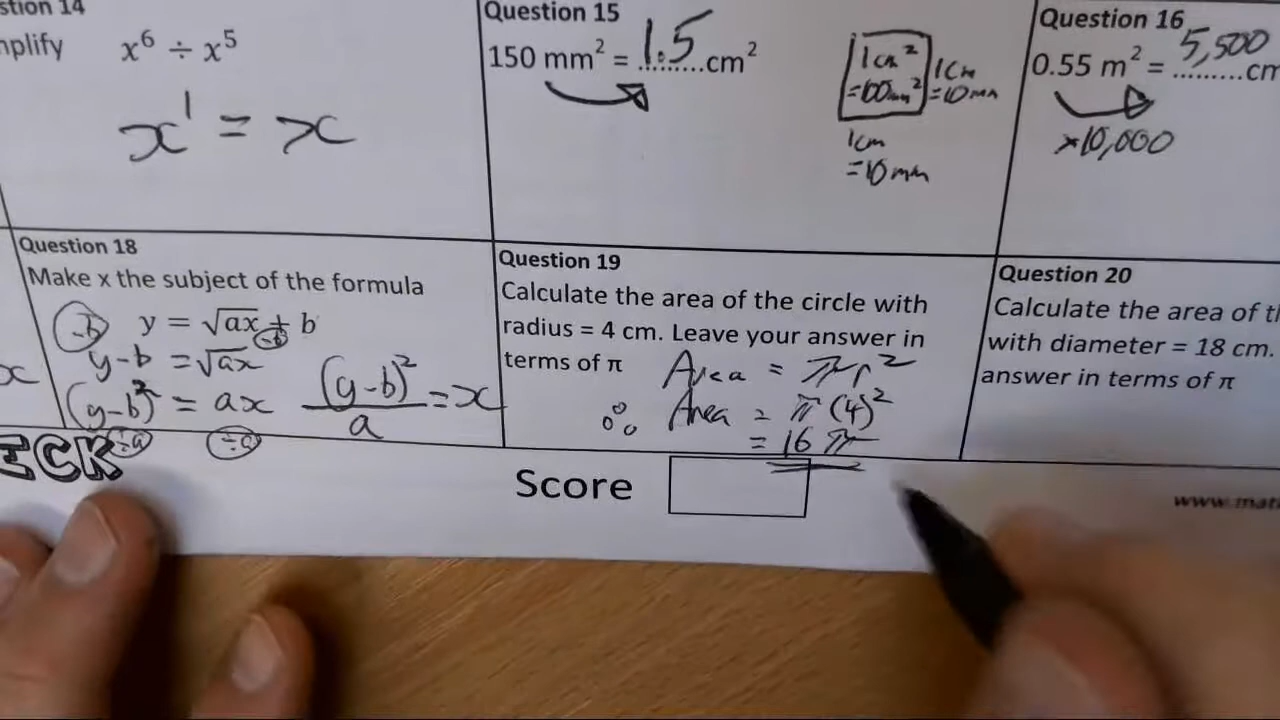 stion 14
mplify x⁶ ÷ x⁵
x¹ = x
Question 15
150 mm² = 1.5 cm²
1cm²
=100mm²
1cm
=10mm
1cm
=10mm
Question 16
0.55 m² = 5,500 cm
×10,000
x
Question 18
Make x the subject of the formula
-b y = √ax + b
-b
y-b = √ax
(y-b)² = ax (y-b)²/a = x
÷a ÷a
Question 19
Calculate the area of the circle with
radius = 4 cm. Leave your answer in
terms of π
Area = πr²
∴ Area = π(4)²
= 16π
Question 20
Calculate the area of t
with diameter = 18 cm.
answer in terms of π
ECK
Score
www.mat